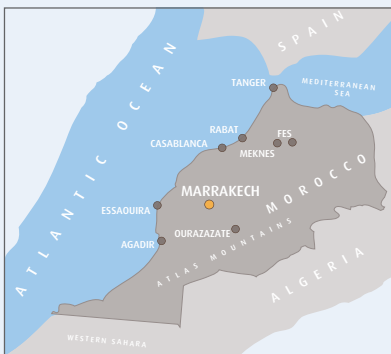 SPAIN
ATLANTIC OCEAN
TANGER
MEDITERRANEAN
SEA
RABAT
FES
CASABLANCA
MEKNES
MARRAKECH
MOROCCO
ESSAOUIRA
OURAZAZATE
AGADIR
ATLAS MOUNTAINS
ALGERIA
WESTERN SAHARA